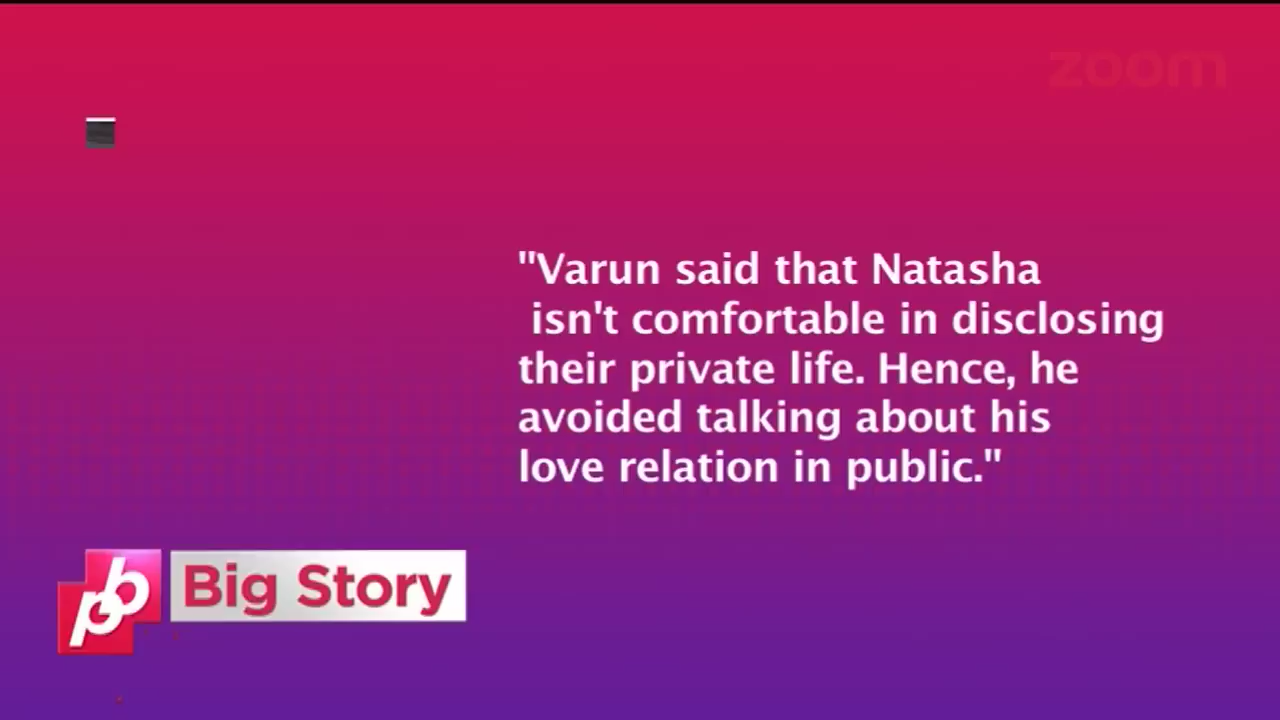 zoom
"Varun said that Natasha
isn't comfortable in disclosing
their private life. Hence, he
avoided talking about his
love relation in public."
pb
Big Story